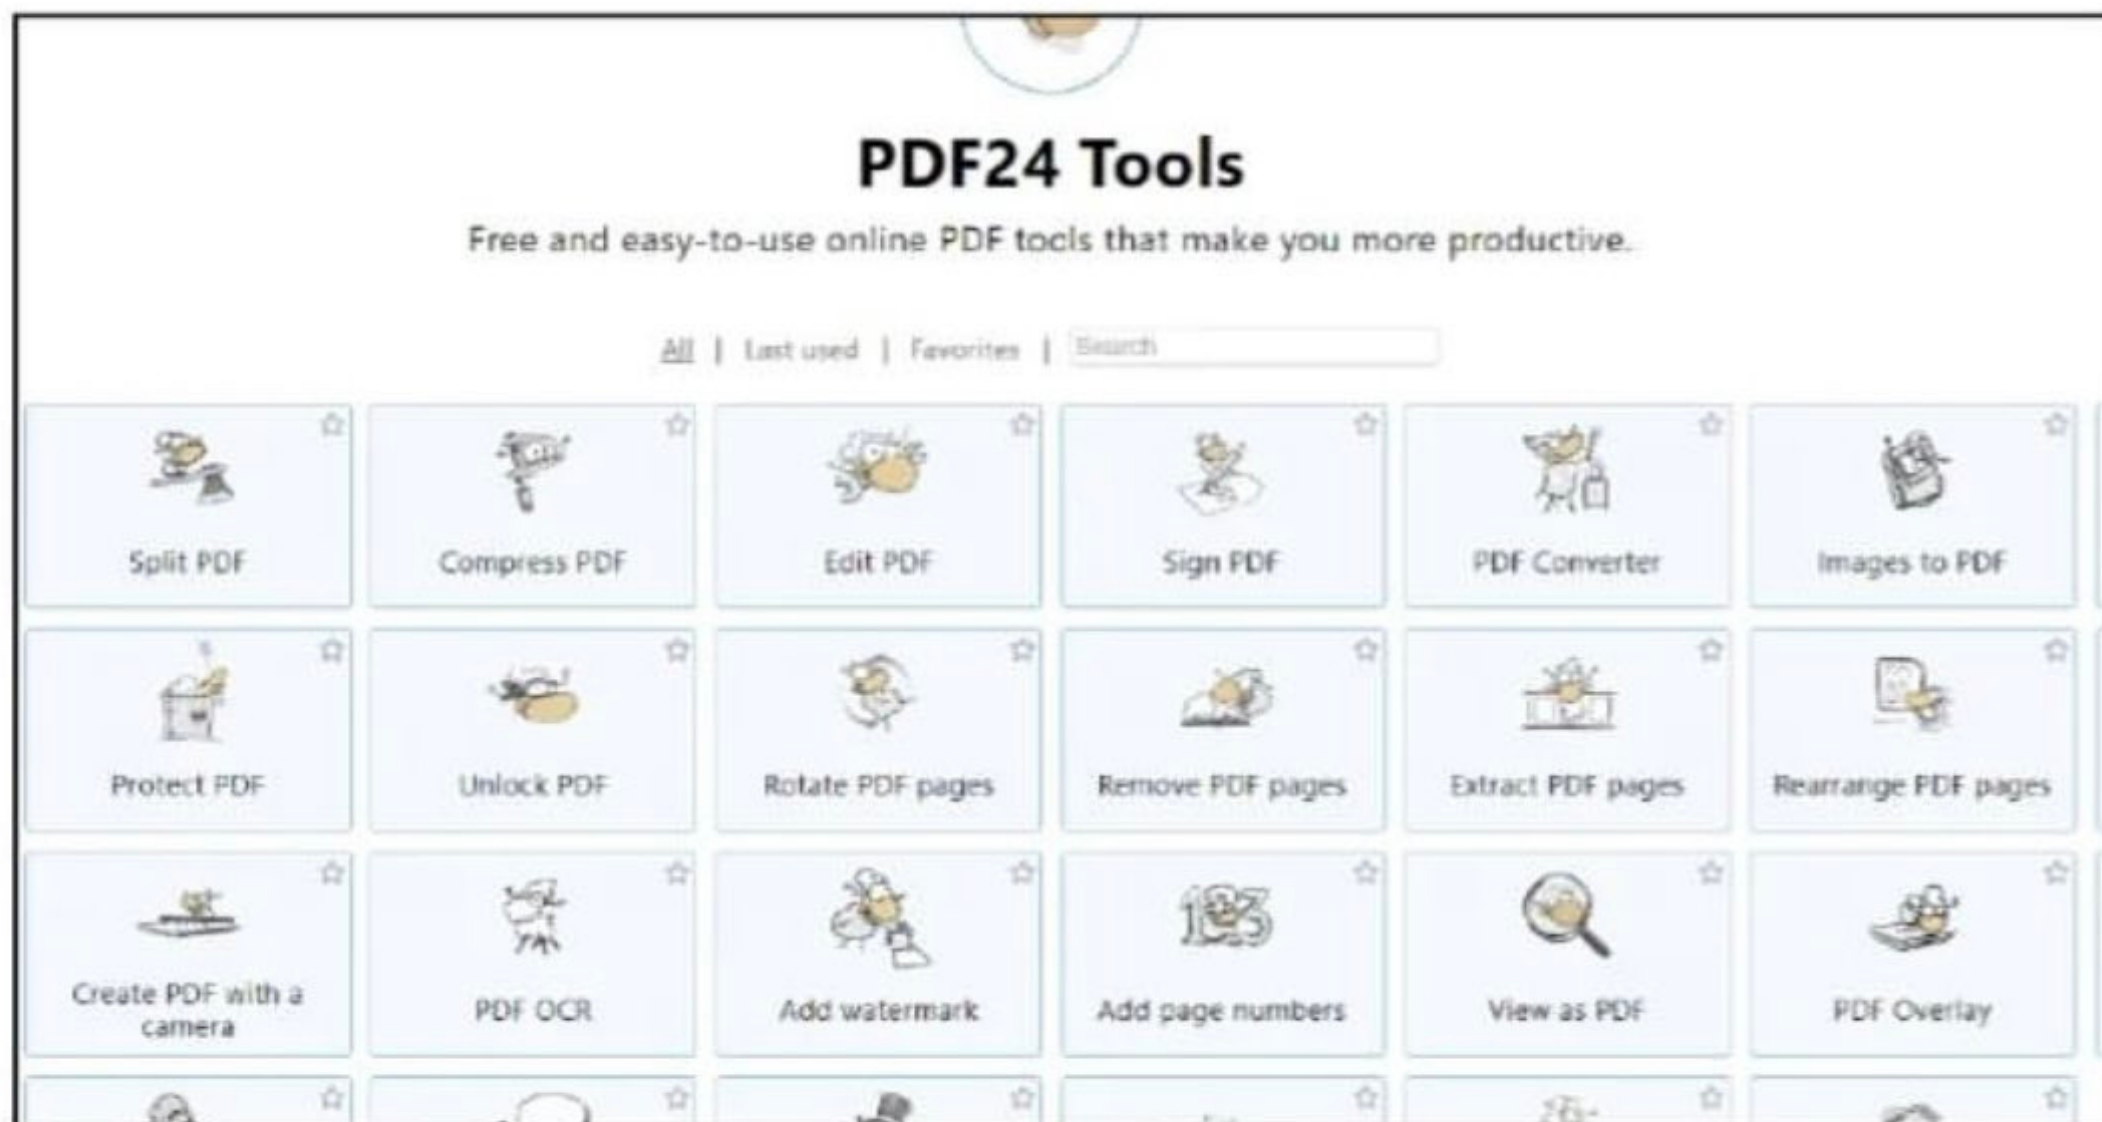 PDF24 Tools
Free and easy-to-use online PDF tools that make you more productive.
All | Last used | Favorites | Search
Split PDF
Compress PDF
Edit PDF
Sign PDF
PDF Converter
Images to PDF
Protect PDF
Unlock PDF
Rotate PDF pages
Remove PDF pages
Extract PDF pages
Rearrange PDF pages
Create PDF with a
camera
PDF OCR
Add watermark
123
Add page numbers
View as PDF
PDF Overlay